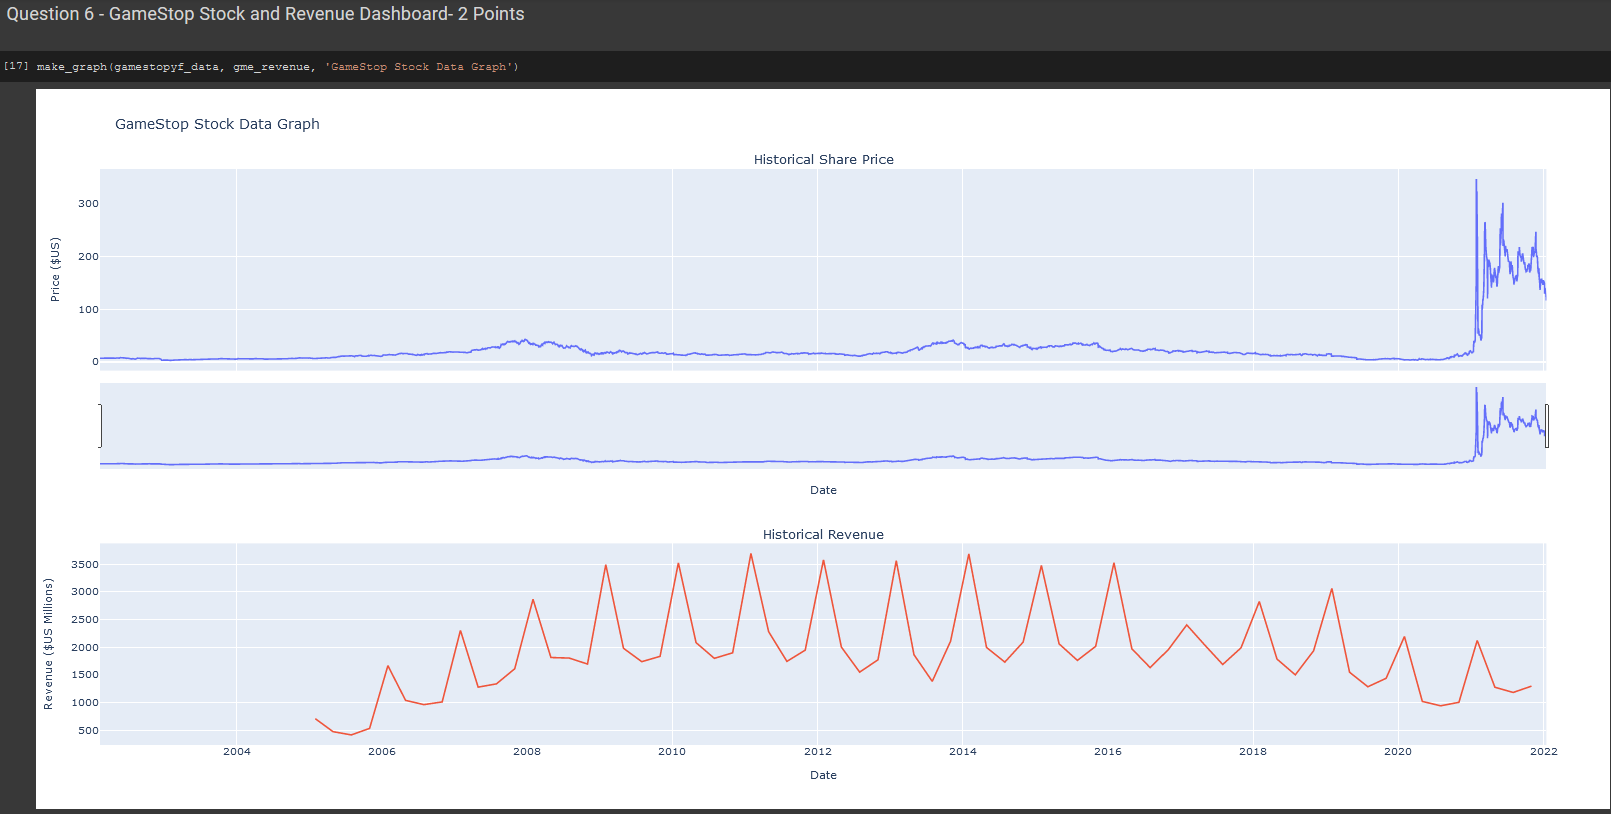 Question 6 - GameStop Stock and Revenue Dashboard- 2 Points
[17] make_graph(gamestopyf_data, gme_revenue, 'GameStop Stock Data Graph')
GameStop Stock Data Graph
Historical Share Price
Price ($US)
300
200
100
0
Date
Historical Revenue
Revenue ($US Millions)
3500
3000
2500
2000
1500
1000
500
2004 2006 2008 2010 2012 2014 2016 2018 2020 2022
Date